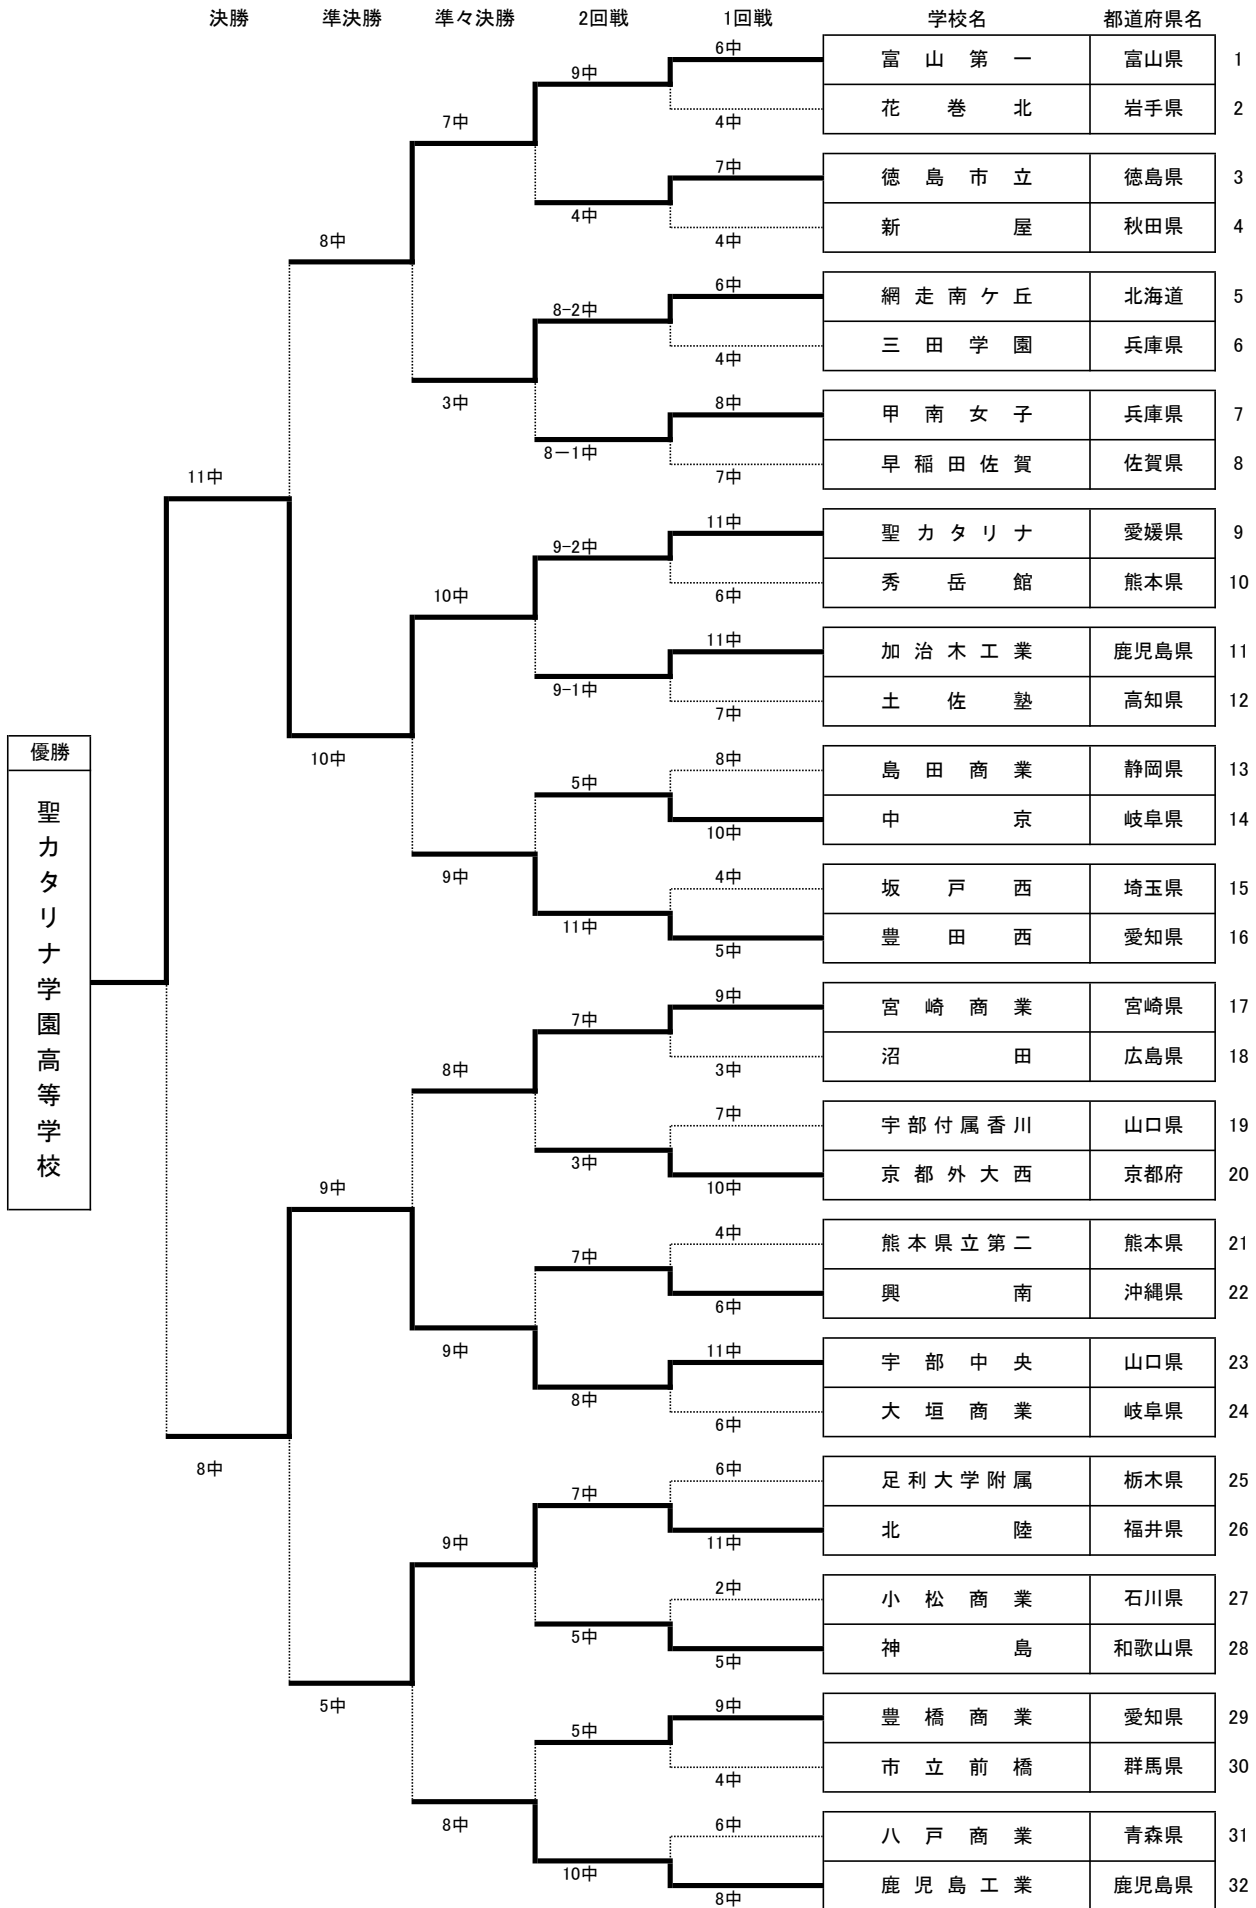 決勝 準決勝 準々決勝 2回戦 1回戦 学校名 都道府県名
6中 富山第一 富山県 1
9中
花巻北 岩手県 2
7中 4中
7中 徳島市立 徳島県 3
4中 新屋 秋田県 4
8中 4中
6中 網走南ケ丘 北海道 5
8-2中
三田学園 兵庫県 6
4中
3中 8中 甲南女子 兵庫県 7
8－1中 早稲田佐賀 佐賀県 8
11中 7中
11中 聖カタリナ 愛媛県 9
9-2中
秀岳館 熊本県 10
10中 6中
11中 加治木工業 鹿児島県 11
9-1中 土佐塾 高知県 12
7中
優勝 10中 8中 島田商業 静岡県 13
5中
中京 岐阜県 14
10中
9中 4中 坂戸西 埼玉県 15
11中 豊田西 愛知県 16
5中
聖カタリナ学園高等学校
9中 宮崎商業 宮崎県 17
7中
沼田 広島県 18
8中 3中
7中 宇部付属香川 山口県 19
3中 京都外大西 京都府 20
9中 10中
4中 熊本県立第二 熊本県 21
7中
興南 沖縄県 22
6中
9中 11中 宇部中央 山口県 23
8中 大垣商業 岐阜県 24
6中
8中 6中 足利大学附属 栃木県 25
7中
北陸 福井県 26
9中 11中
2中 小松商業 石川県 27
5中 神島 和歌山県 28
5中
5中 9中 豊橋商業 愛知県 29
5中
市立前橋 群馬県 30
4中
8中 6中 八戸商業 青森県 31
10中 鹿児島工業 鹿児島県 32
8中